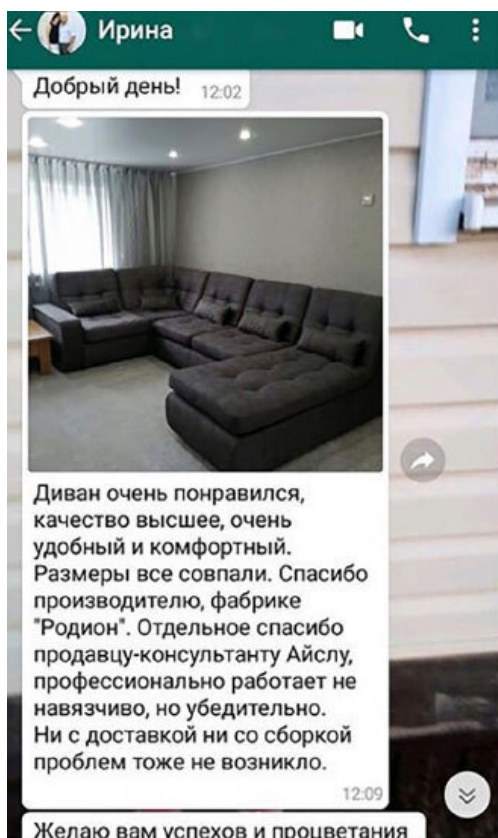 Ирина
Добрый день! 12:02
Диван очень понравился,
качество высшее, очень
удобный и комфортный.
Размеры все совпали. Спасибо
производителю, фабрике
"Родион". Отдельное спасибо
продавцу-консультанту Айслу,
профессионально работает не
навязчиво, но убедительно.
Ни с доставкой ни со сборкой
проблем тоже не возникло.
12:09
Желаю вам успехов и процветания